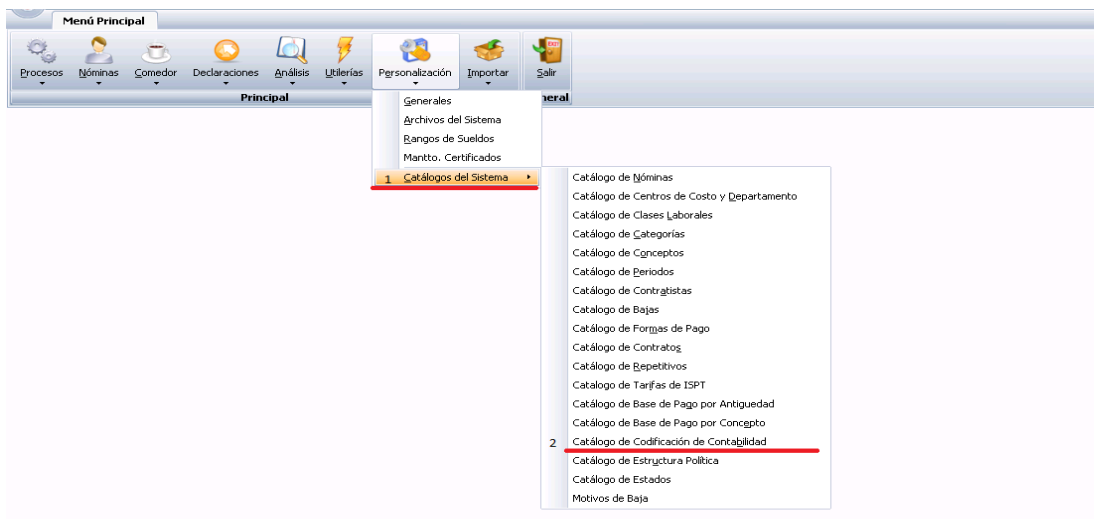 Menú Principal
Procesos Nóminas Comedor Declaraciones Análisis Utilerías Personalización Importar Salir
Principal
neral
Generales
Archivos del Sistema
Rangos de Sueldos
Mantto. Certificados
1 Catálogos del Sistema
Catálogo de Nóminas
Catálogo de Centros de Costo y Departamento
Catálogo de Clases Laborales
Catálogo de Categorías
Catálogo de Conceptos
Catálogo de Periodos
Catálogo de Contratistas
Catalogo de Bajas
Catálogo de Formas de Pago
Catálogo de Contratos
Catálogo de Repetitivos
Catalogo de Tarifas de ISPT
Catálogo de Base de Pago por Antiguedad
Catálogo de Base de Pago por Concepto
2 Catálogo de Codificación de Contabilidad
Catálogo de Estructura Política
Catálogo de Estados
Motivos de Baja